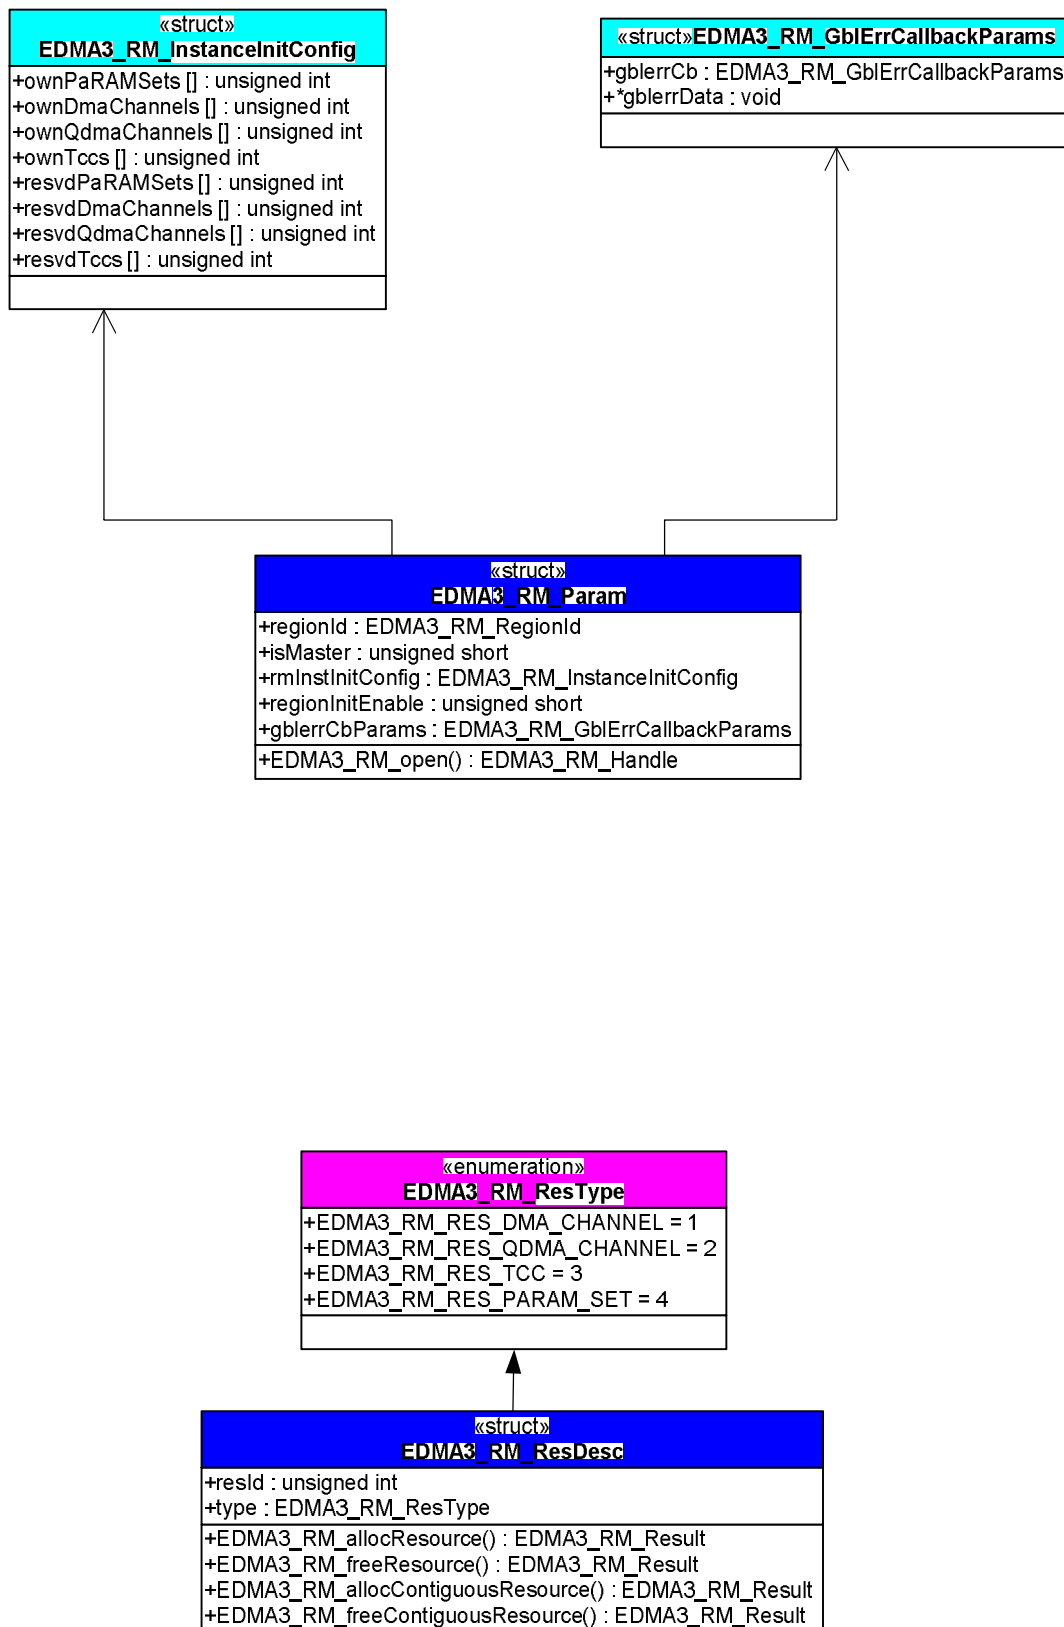 «struct»
EDMA3_RM_InstanceInitConfig
+ownPaRAMSets [] : unsigned int
+ownDmaChannels [] : unsigned int
+ownQdmaChannels [] : unsigned int
+ownTccs [] : unsigned int
+resvdPaRAMSets [] : unsigned int
+resvdDmaChannels [] : unsigned int
+resvdQdmaChannels [] : unsigned int
+resvdTccs [] : unsigned int
«struct»EDMA3_RM_GblErrCallbackParams
+gblerrCb : EDMA3_RM_GblErrCallbackParams
+*gblerrData : void
«struct»
EDMA3_RM_Param
+regionId : EDMA3_RM_RegionId
+isMaster : unsigned short
+rmInstInitConfig : EDMA3_RM_InstanceInitConfig
+regionInitEnable : unsigned short
+gblerrCbParams : EDMA3_RM_GblErrCallbackParams
+EDMA3_RM_open() : EDMA3_RM_Handle
«enumeration»
EDMA3_RM_ResType
+EDMA3_RM_RES_DMA_CHANNEL = 1
+EDMA3_RM_RES_QDMA_CHANNEL = 2
+EDMA3_RM_RES_TCC = 3
+EDMA3_RM_RES_PARAM_SET = 4
«struct»
EDMA3_RM_ResDesc
+resId : unsigned int
+type : EDMA3_RM_ResType
+EDMA3_RM_allocResource() : EDMA3_RM_Result
+EDMA3_RM_freeResource() : EDMA3_RM_Result
+EDMA3_RM_allocContiguousResource() : EDMA3_RM_Result
+EDMA3_RM_freeContiguousResource() : EDMA3_RM_Result